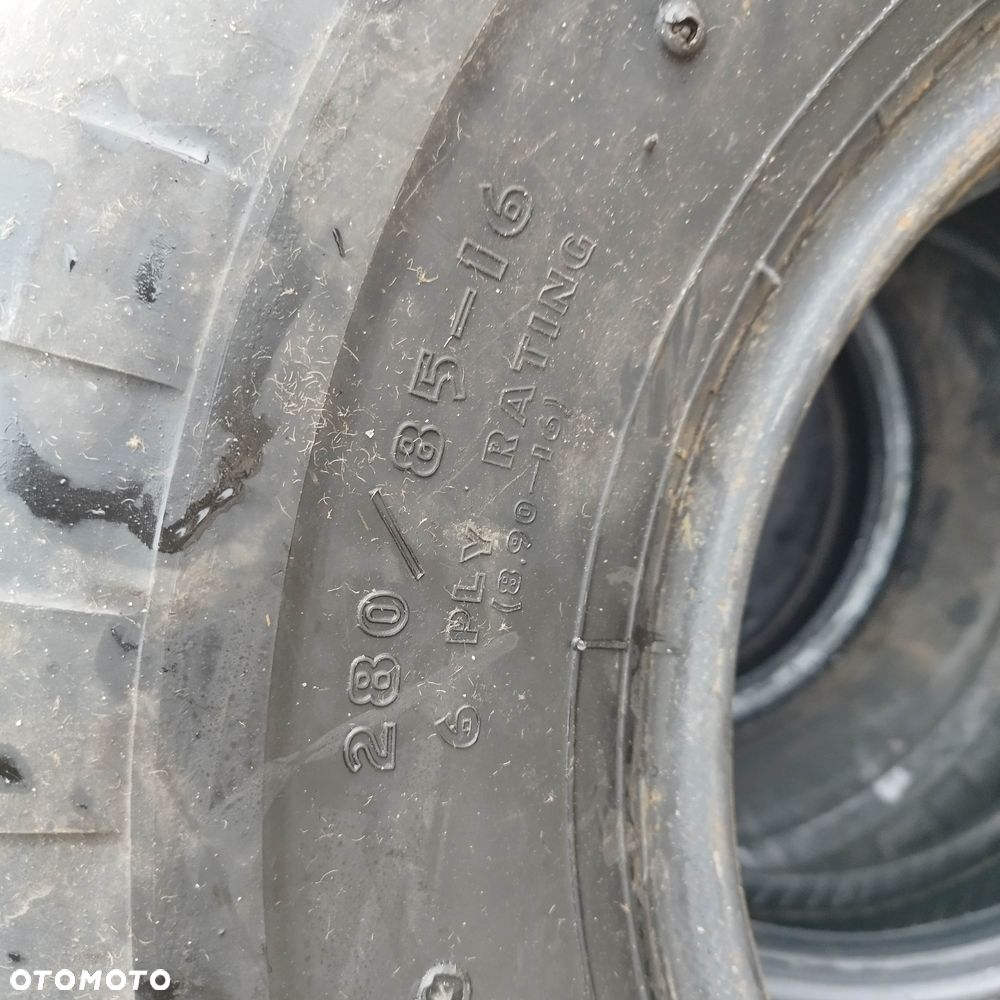 280/85-16
6 PLY RATING
(8.90-16)
OTOMOTO